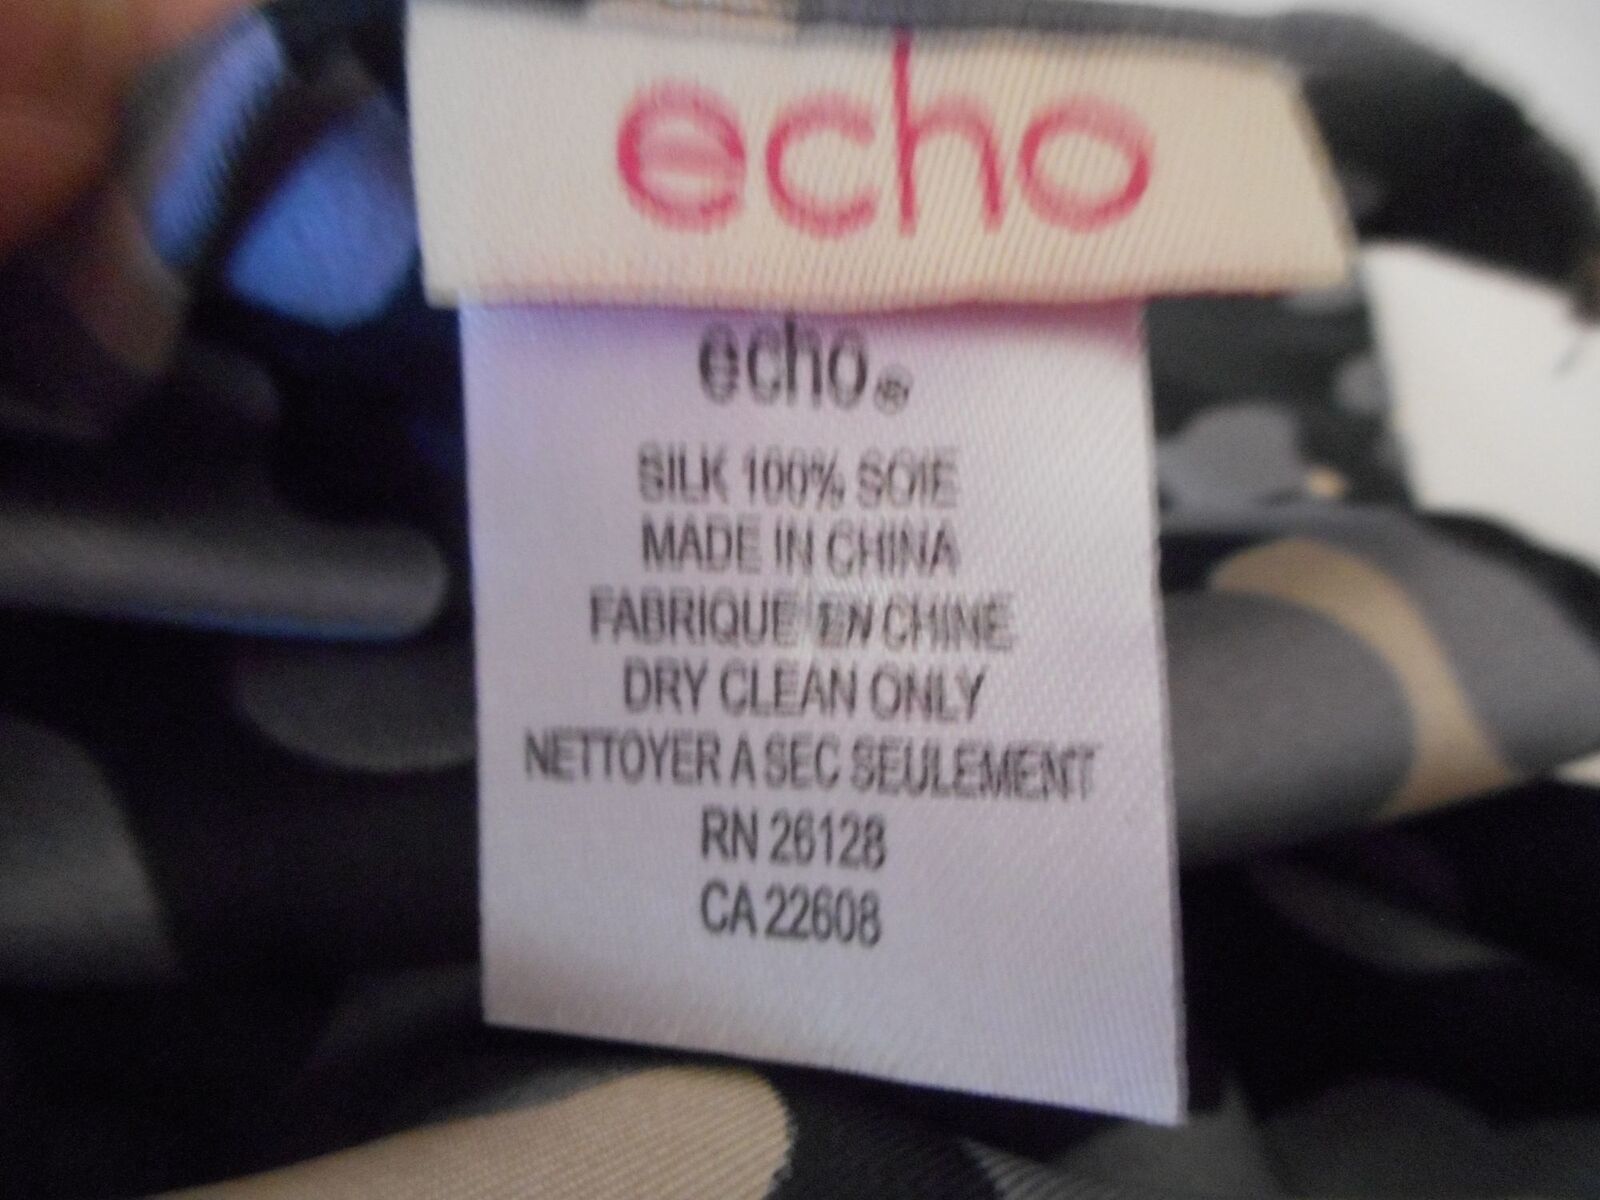 echo
echo®
SILK 100% SOIE
MADE IN CHINA
FABRIQUE EN CHINE
DRY CLEAN ONLY
NETTOYER A SEC SEULEMENT
RN 26128
CA 22608